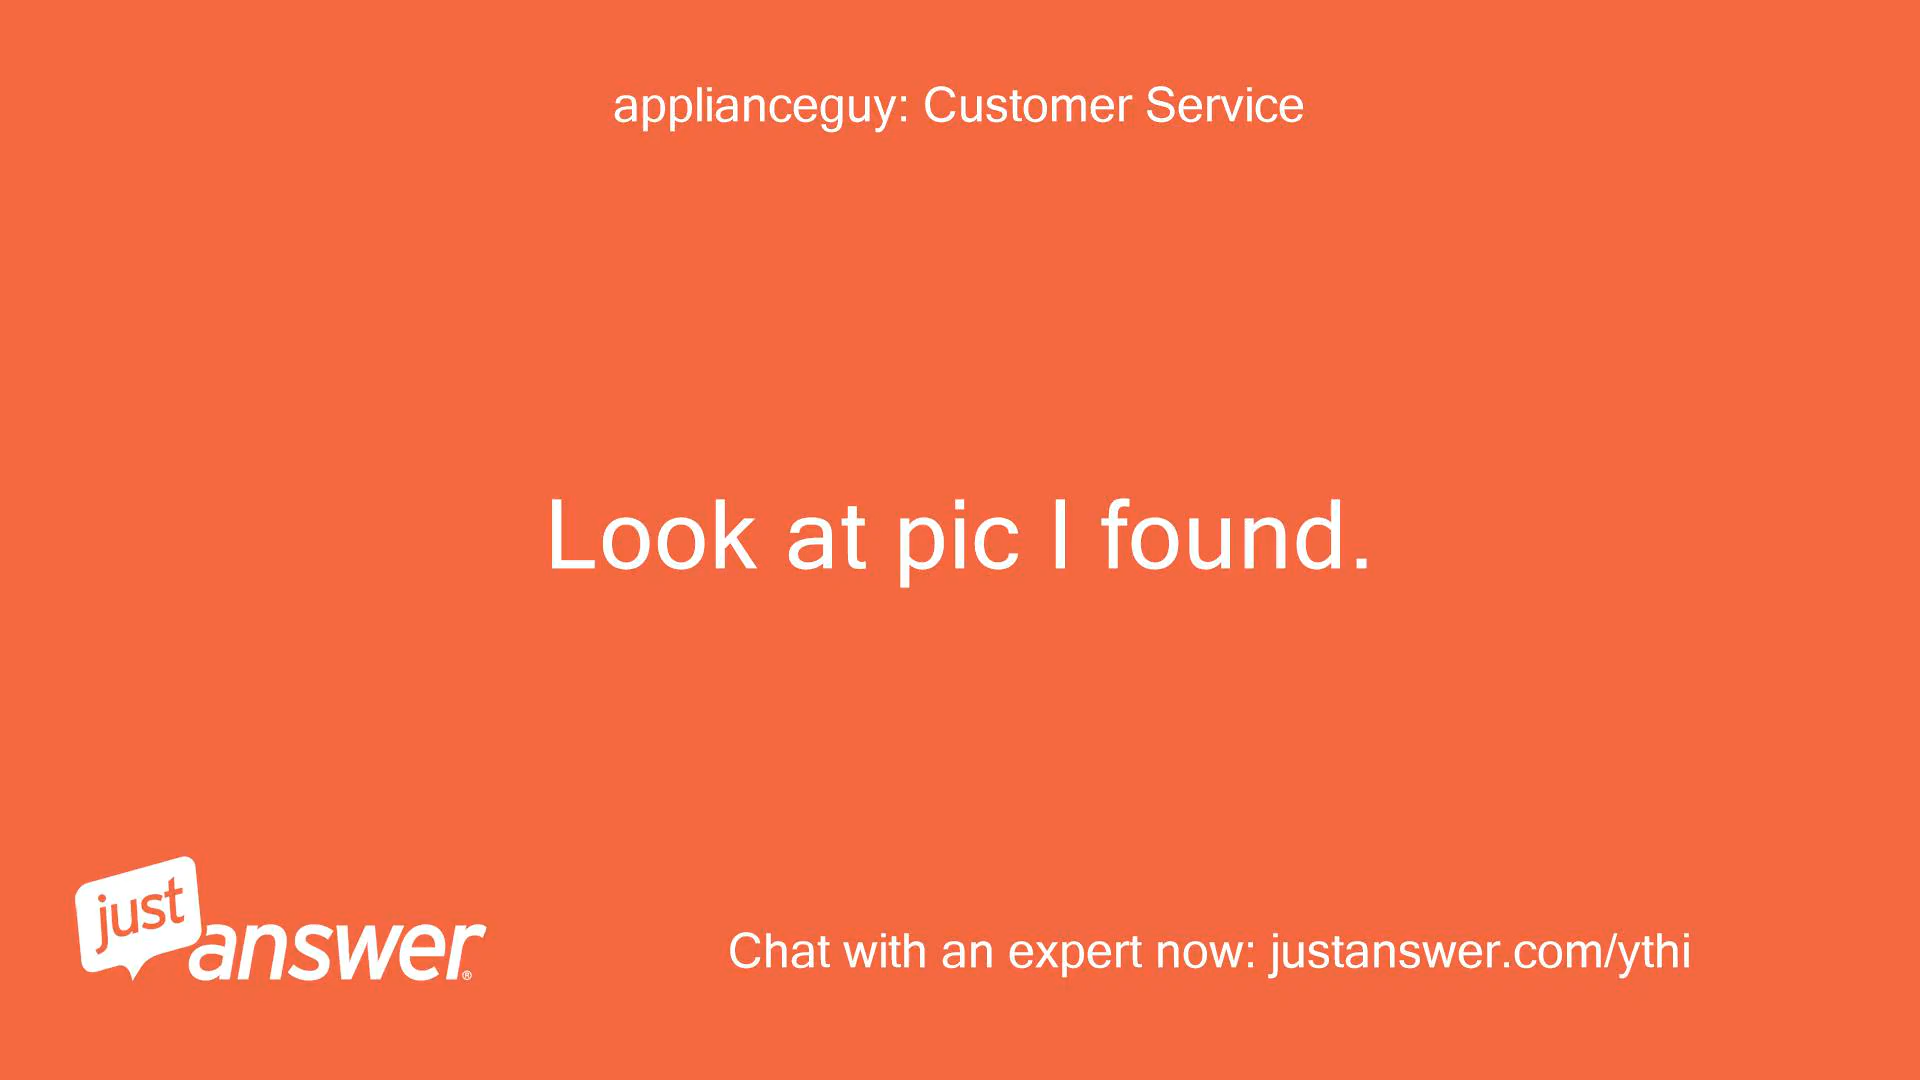 applianceguy: Customer Service
Look at pic I found.
just
answer®
Chat with an expert now: justanswer.com/ythi